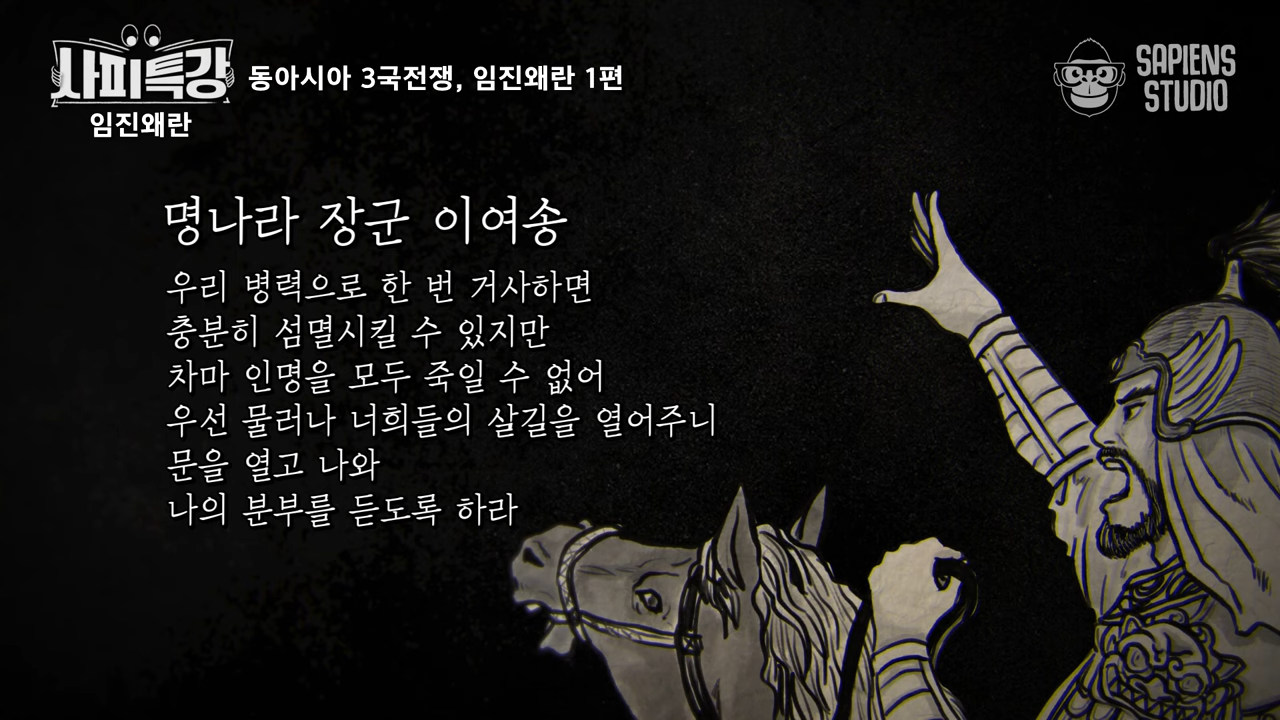 사피특강
동아시아 3국전쟁, 임진왜란 1편
임진왜란
SAPIENS
STUDIO
명나라 장군 이여송
우리 병력으로 한 번 거사하면
충분히 섬멸시킬 수 있지만
차마 인명을 모두 죽일 수 없어
우선 물러나 너희들의 살길을 열어주니
문을 열고 나와
나의 분부를 듣도록 하라